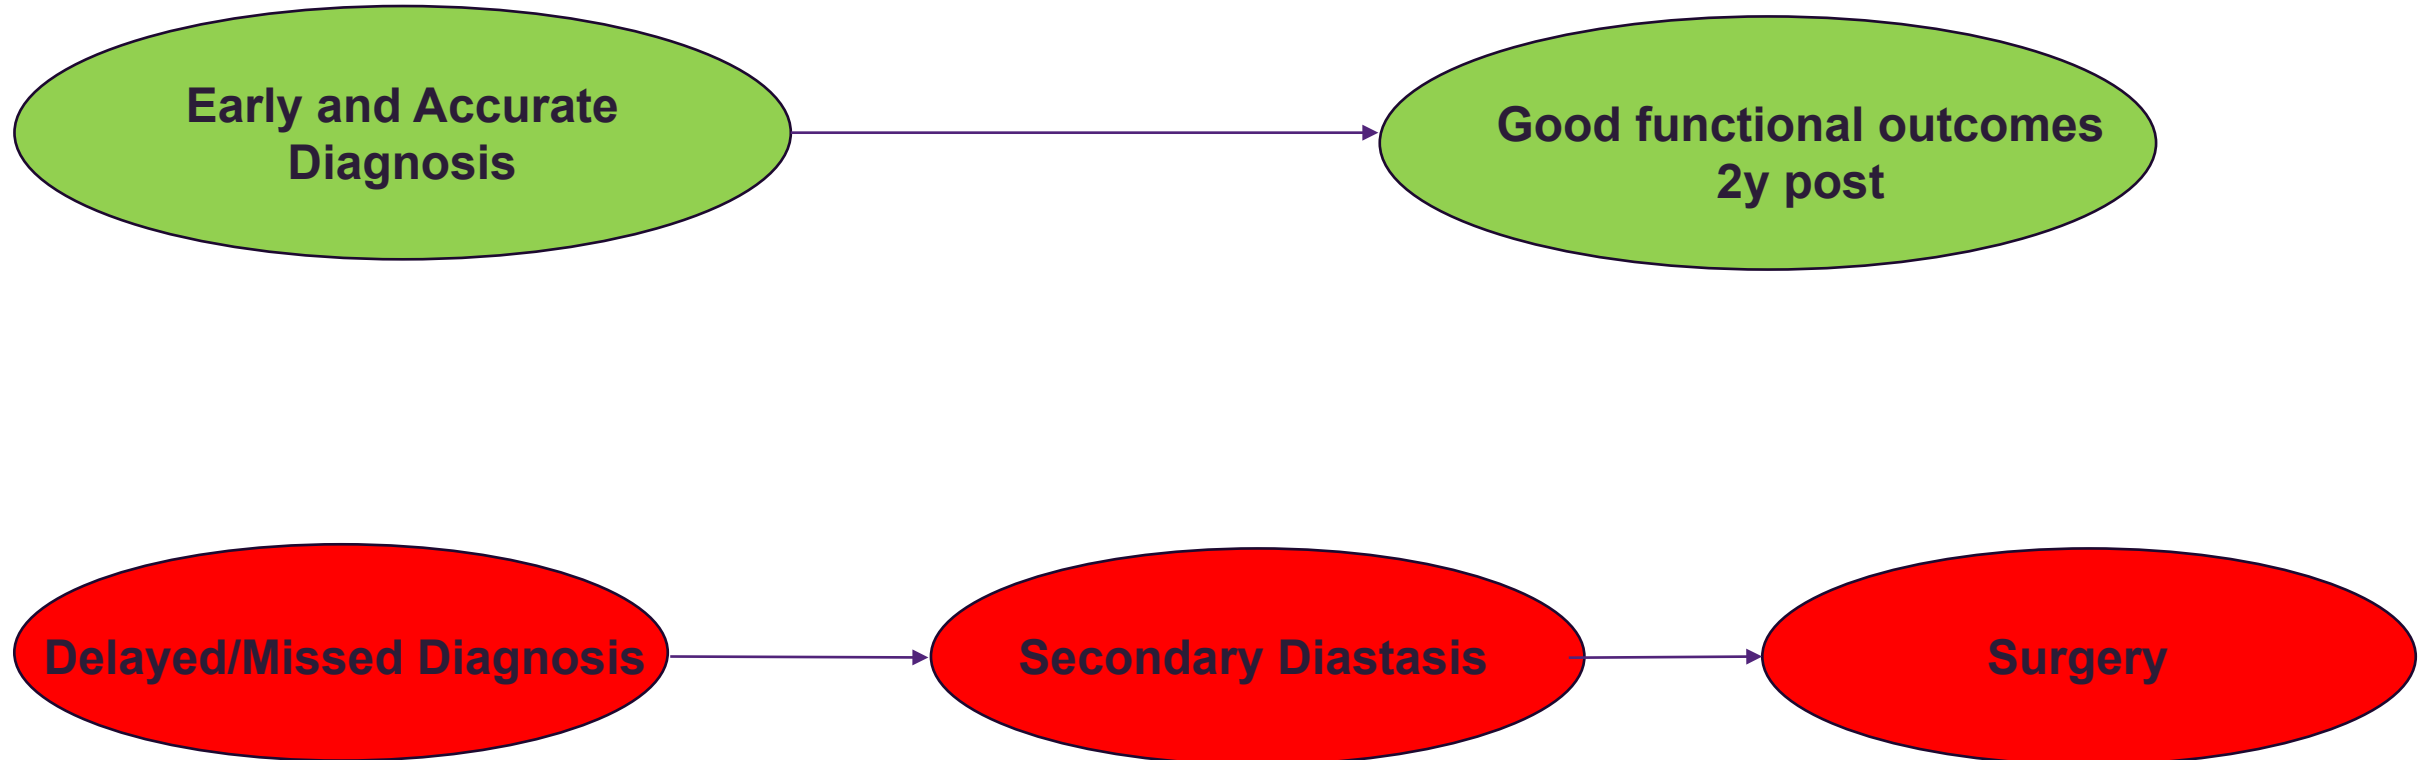 Early and Accurate
Diagnosis
Good functional outcomes
2y post
Delayed/Missed Diagnosis
Secondary Diastasis
Surgery